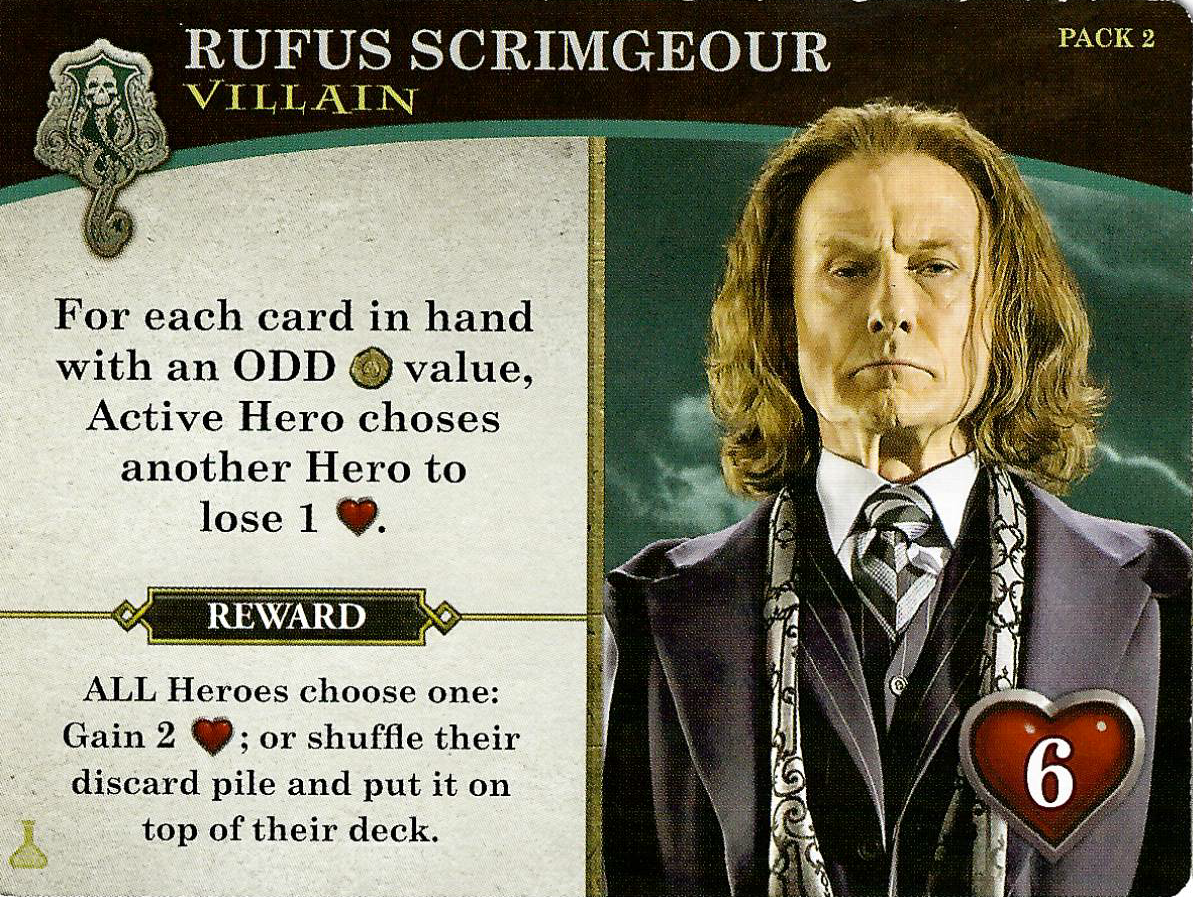 RUFUS SCRIMGEOUR
VILLAIN
PACK 2
For each card in hand
with an ODD value,
Active Hero choses
another Hero to
lose 1 .
REWARD
ALL Heroes choose one:
Gain 2 ; or shuffle their
discard pile and put it on
top of their deck.
6